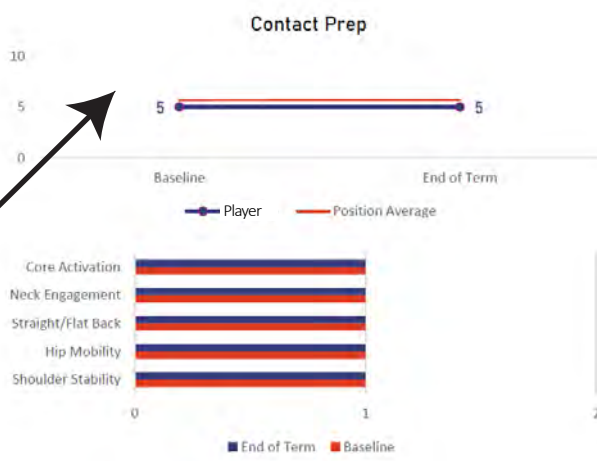 Contact Prep
10
5
0
5
5
Baseline
End of Term
Player
Position Average
Core Activation
Neck Engagement
Straight/Flat Back
Hip Mobility
Shoulder Stability
0
1
2
End of Term
Baseline